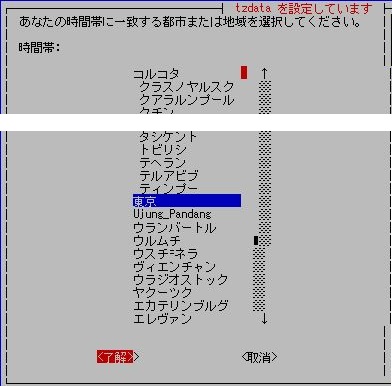 tzdata を設定しています
あなたの時間帯に一致する都市または地域を選択してください。
時間帯:
コルコタ ↑
クラスノヤルスク
クアラルンプール
クチン
タシケント
トビリシ
テヘラン
テルアビブ
ティンプー
東京
Ujung_Pandang
ウランバートル
ウルムチ
ウスチ=ネラ
ヴィエンチャン
ウラジオストック
ヤクーツク
エカテリンブルグ
エレヴァン ↓
<了解> <取消>